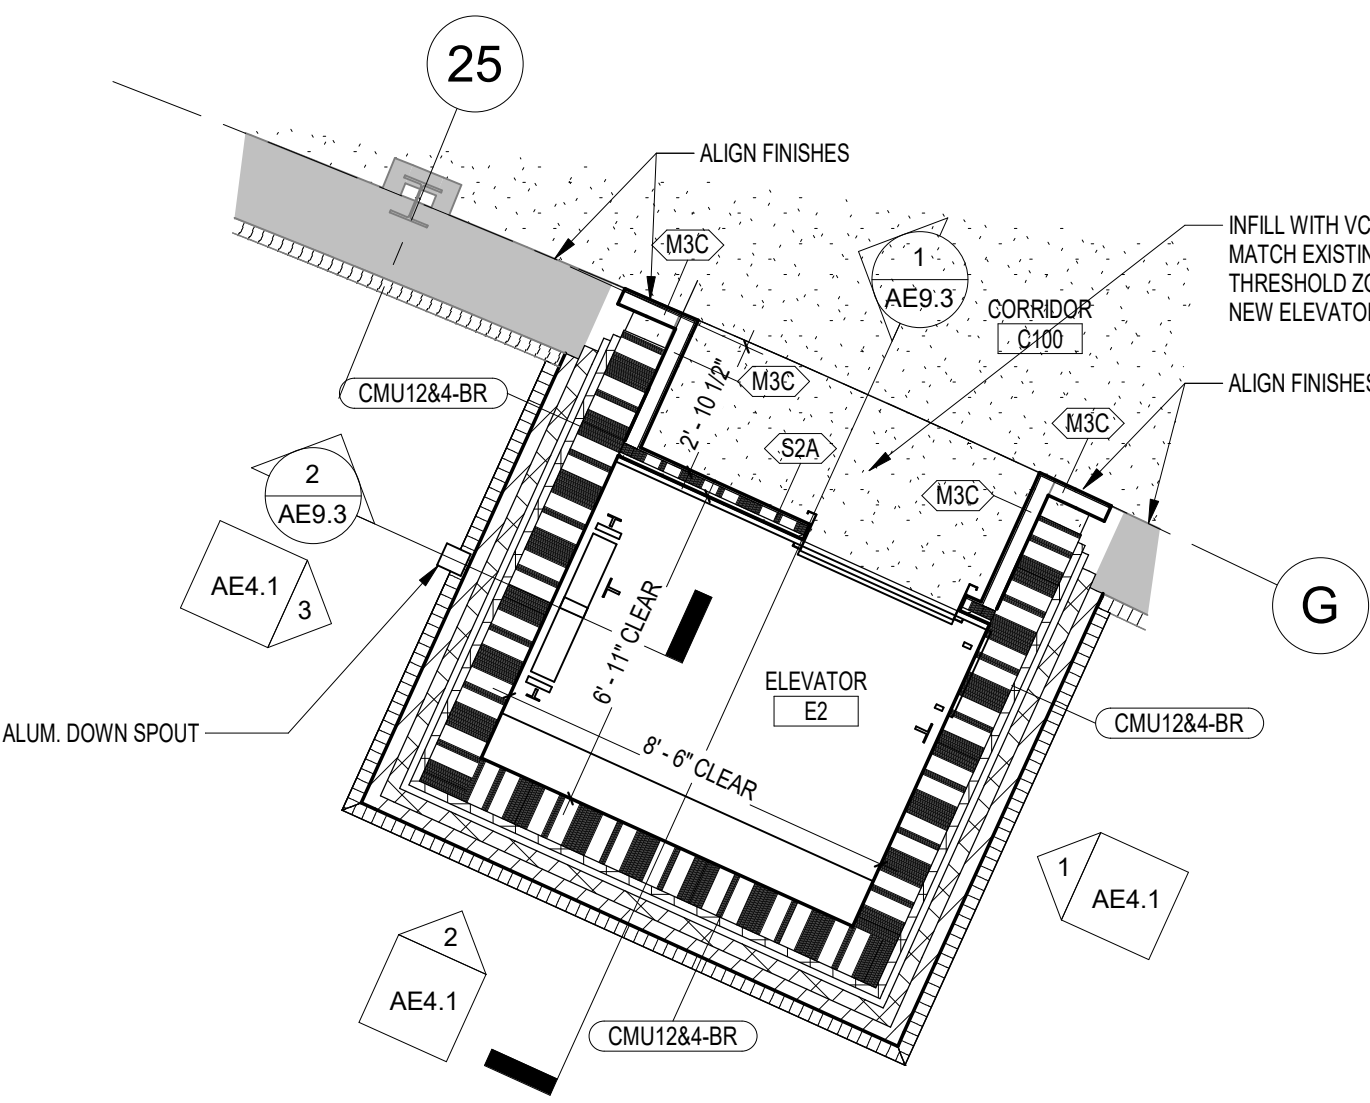 25
ALIGN FINISHES
M3C
1
AE9.3
INFILL WITH VC
MATCH EXISTIN
THRESHOLD ZO
NEW ELEVATOR
CORRIDOR
C100
M3C
2' - 10 1/2"
ALIGN FINISHES
CMU12&4-BR
M3C
S2A
2
AE9.3
M3C
AE4.1
3
G
6' - 11" CLEAR
ELEVATOR
E2
CMU12&4-BR
ALUM. DOWN SPOUT
8' - 6" CLEAR
1
AE4.1
2
AE4.1
CMU12&4-BR